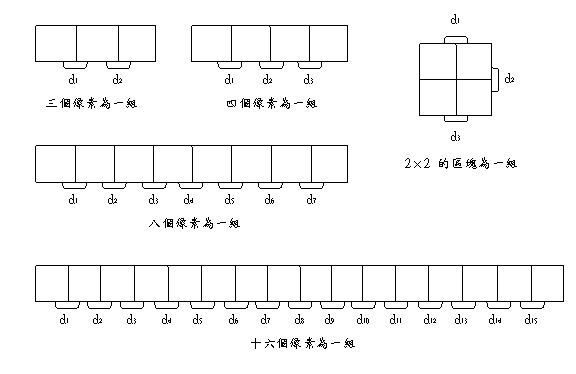 d1 d2
三個像素為一組
d1 d2 d3
四個像素為一組
d1
d2
d3
2×2 的區塊為一組
d1 d2 d3 d4 d5 d6 d7
八個像素為一組
d1 d2 d3 d4 d5 d6 d7 d8 d9 d10 d11 d12 d13 d14 d15
十六個像素為一組